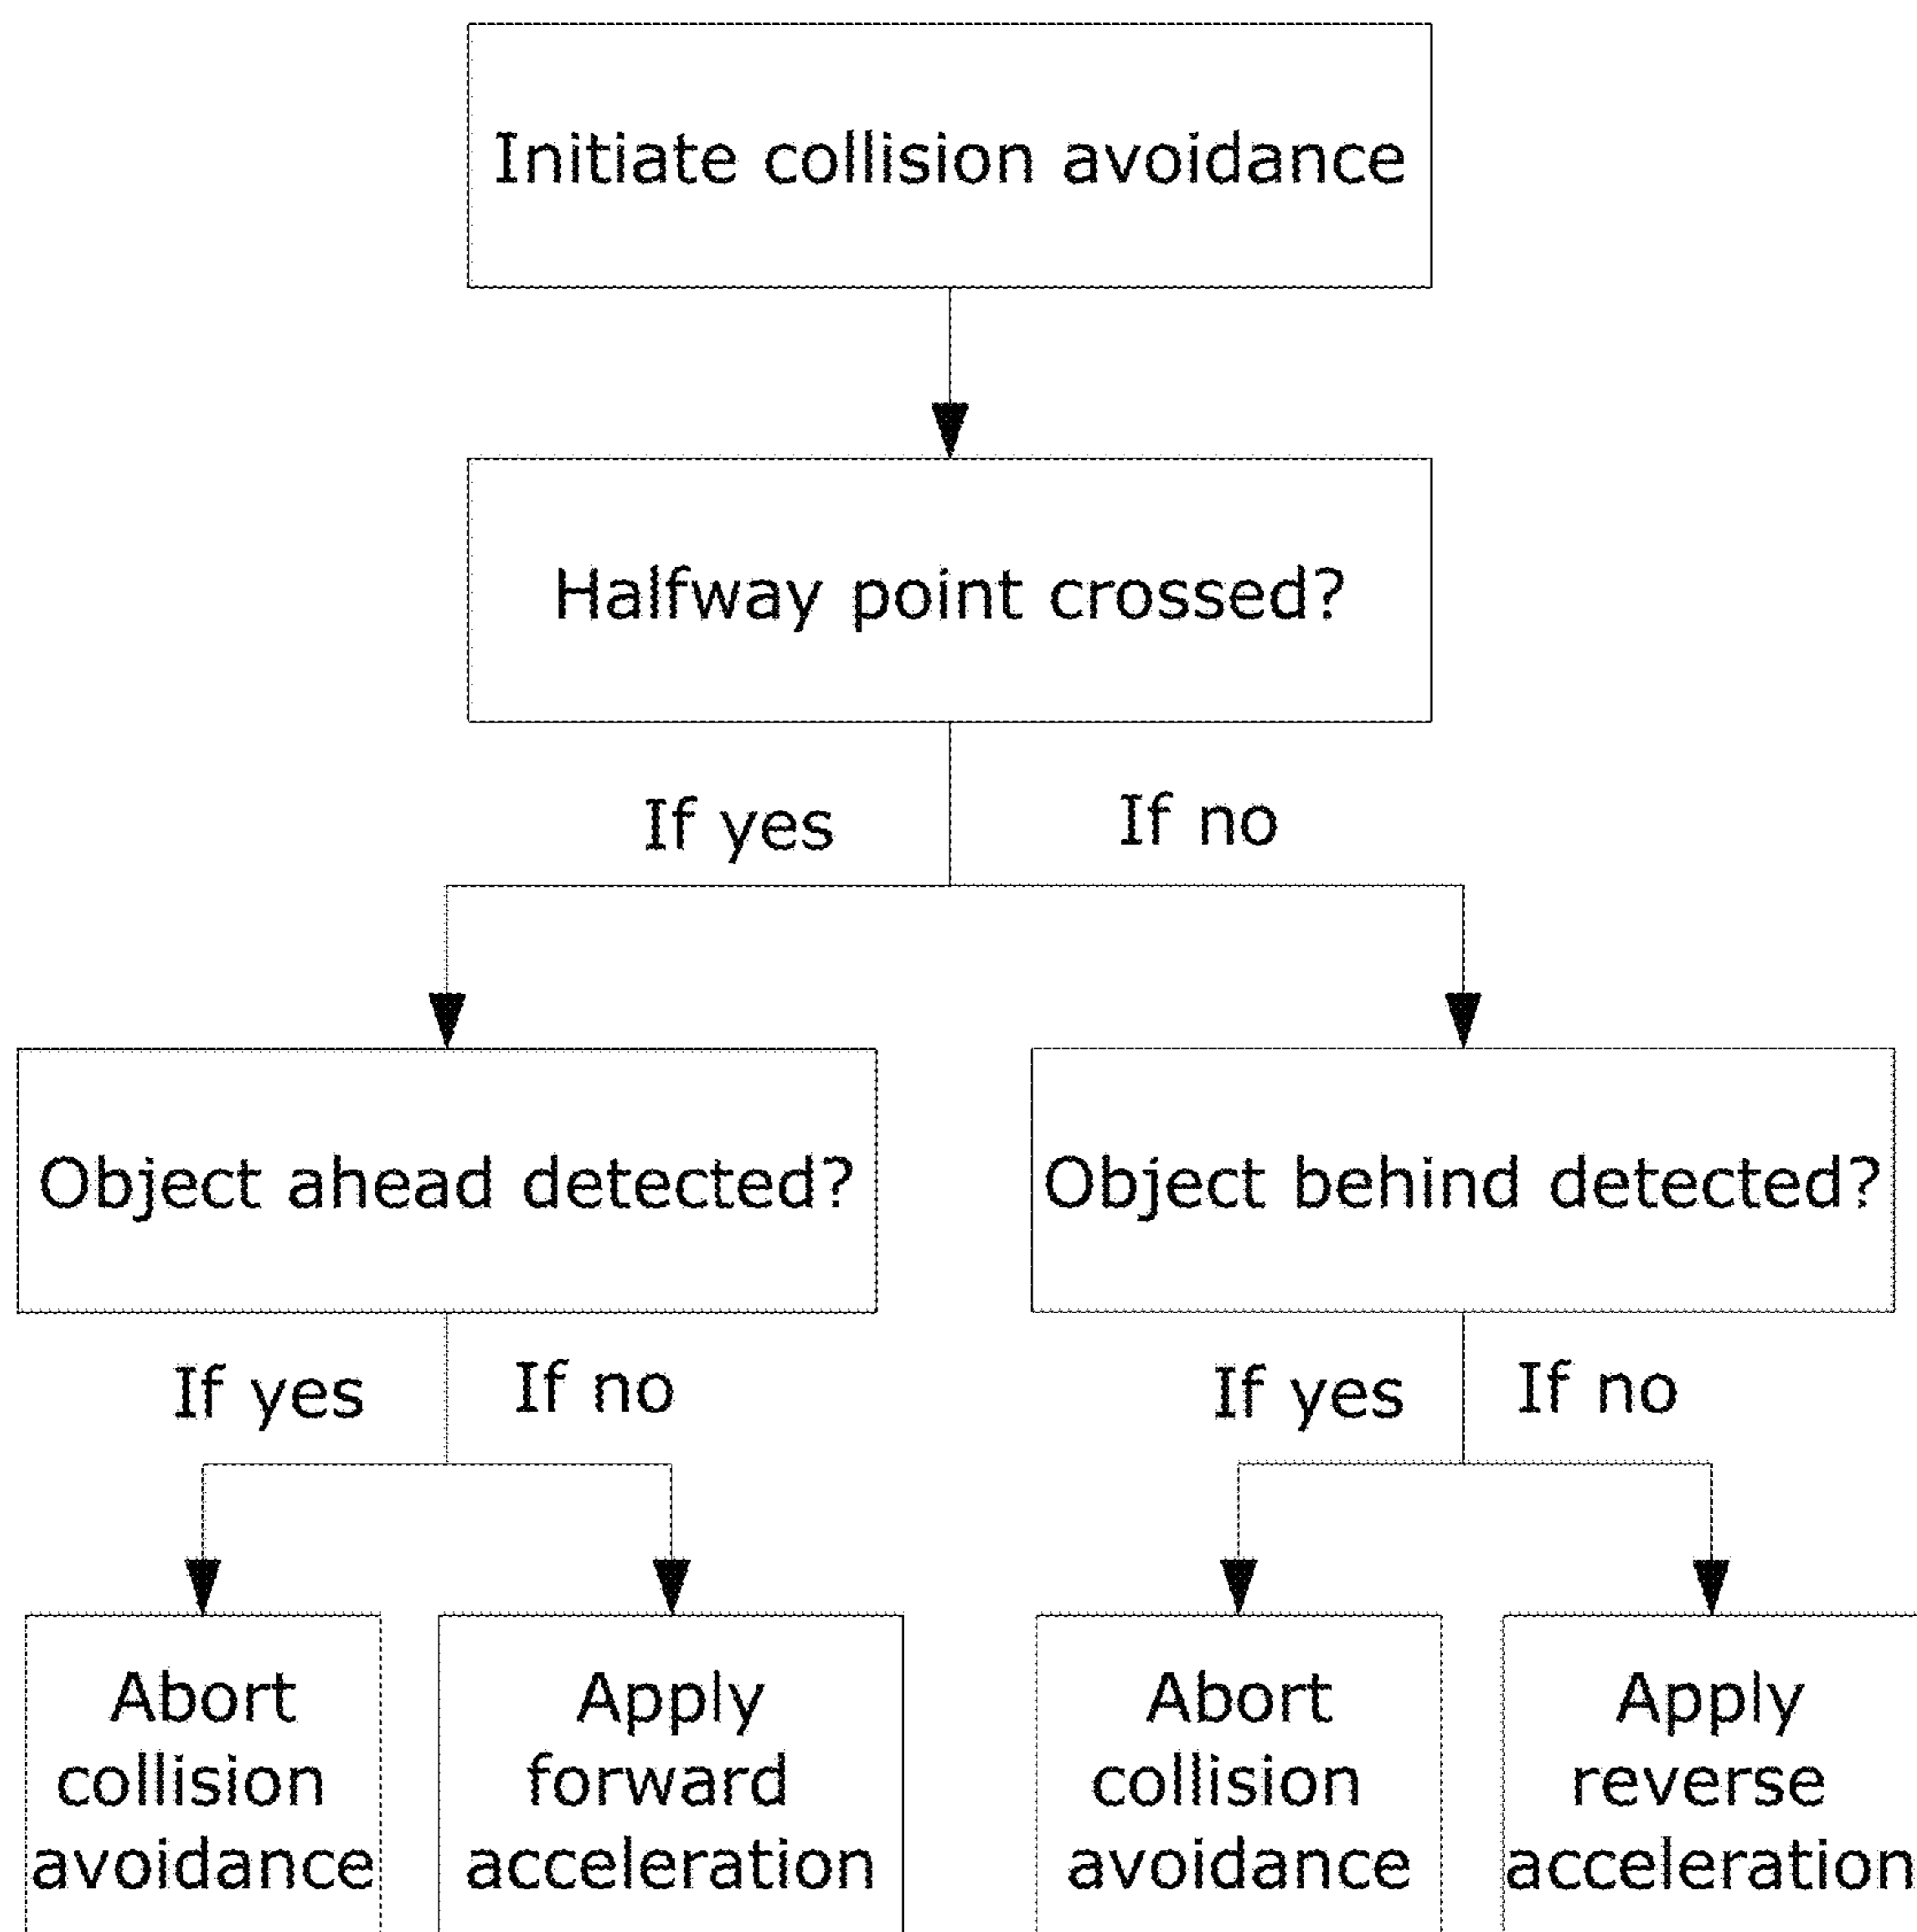 Initiate collision avoidance
Halfway point crossed?
If yes
If no
Object ahead detected?
Object behind detected?
If yes
If no
If yes
If no
Abort
collision
avoidance
Apply
forward
acceleration
Abort
collision
avoidance
Apply
reverse
acceleration